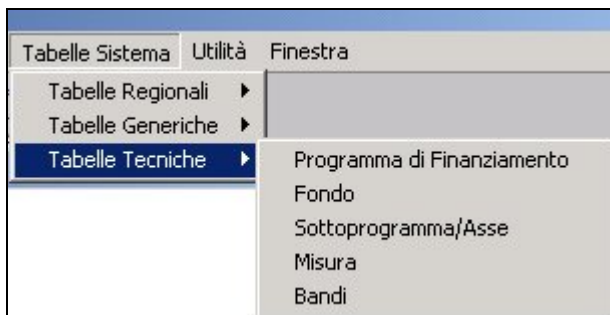 Tabelle Sistema Utilità Finestra
Tabelle Regionali
Tabelle Generiche
Tabelle Tecniche
Programma di Finanziamento
Fondo
Sottoprogramma/Asse
Misura
Bandi